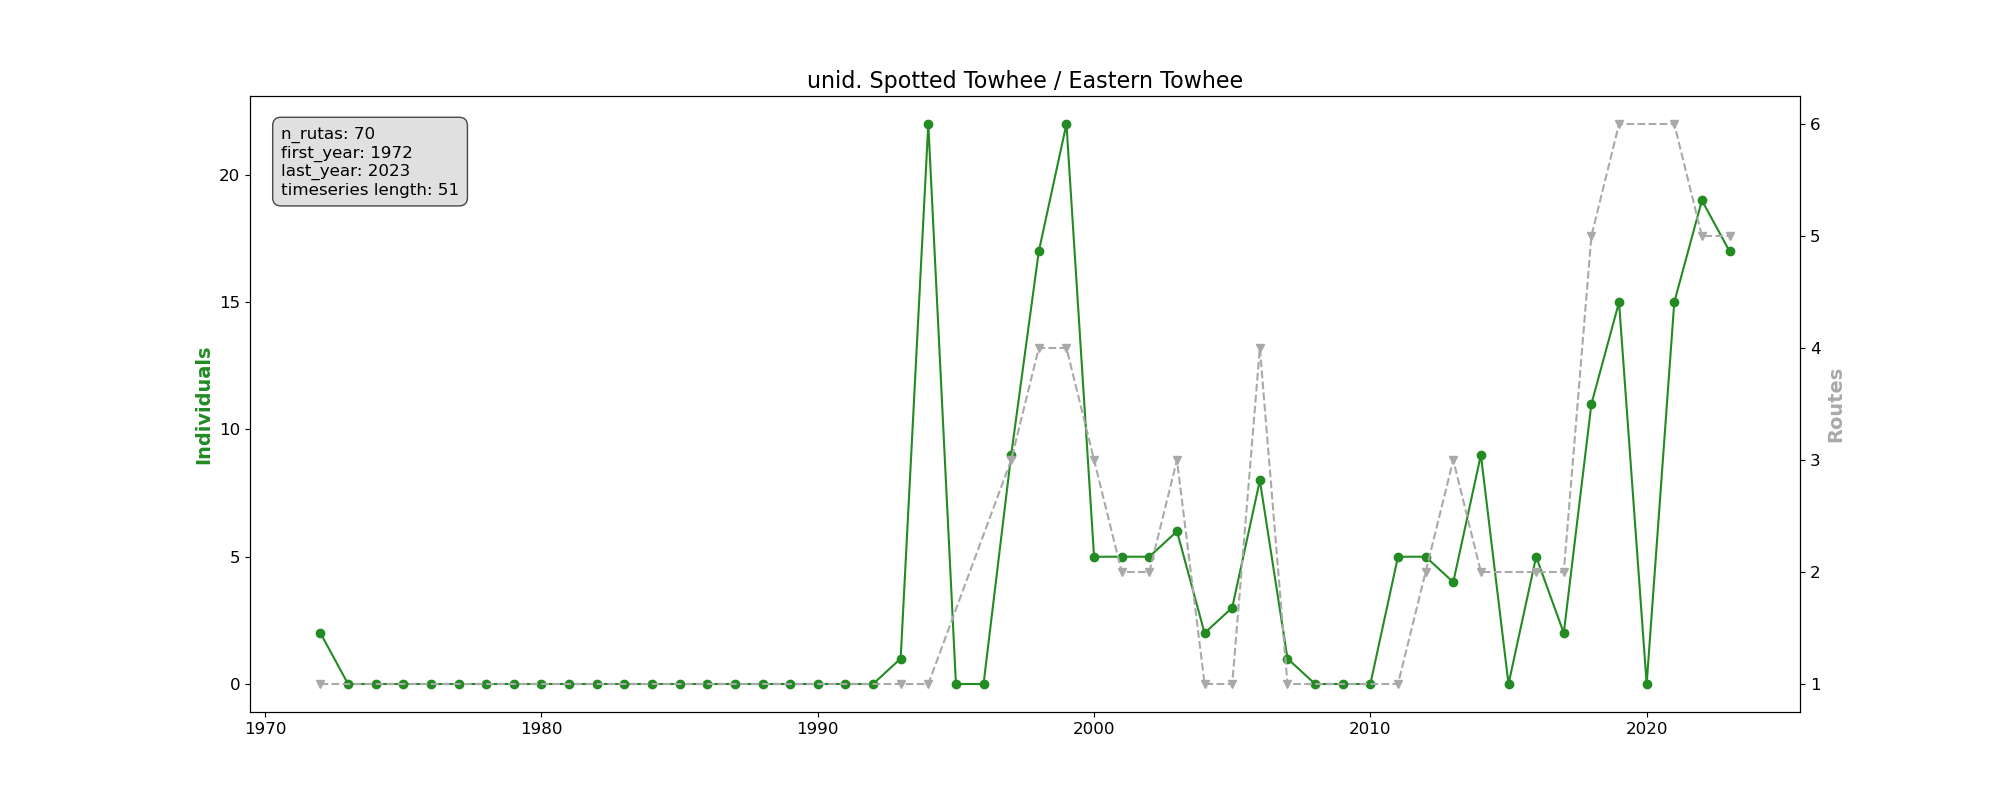 unid. Spotted Towhee / Eastern Towhee
n_rutas: 70
first_year: 1972
last_year: 2023
timeseries length: 51
Individuals
20
15
10
5
0
Routes
6
5
4
3
2
1
1970 1980 1990 2000 2010 2020